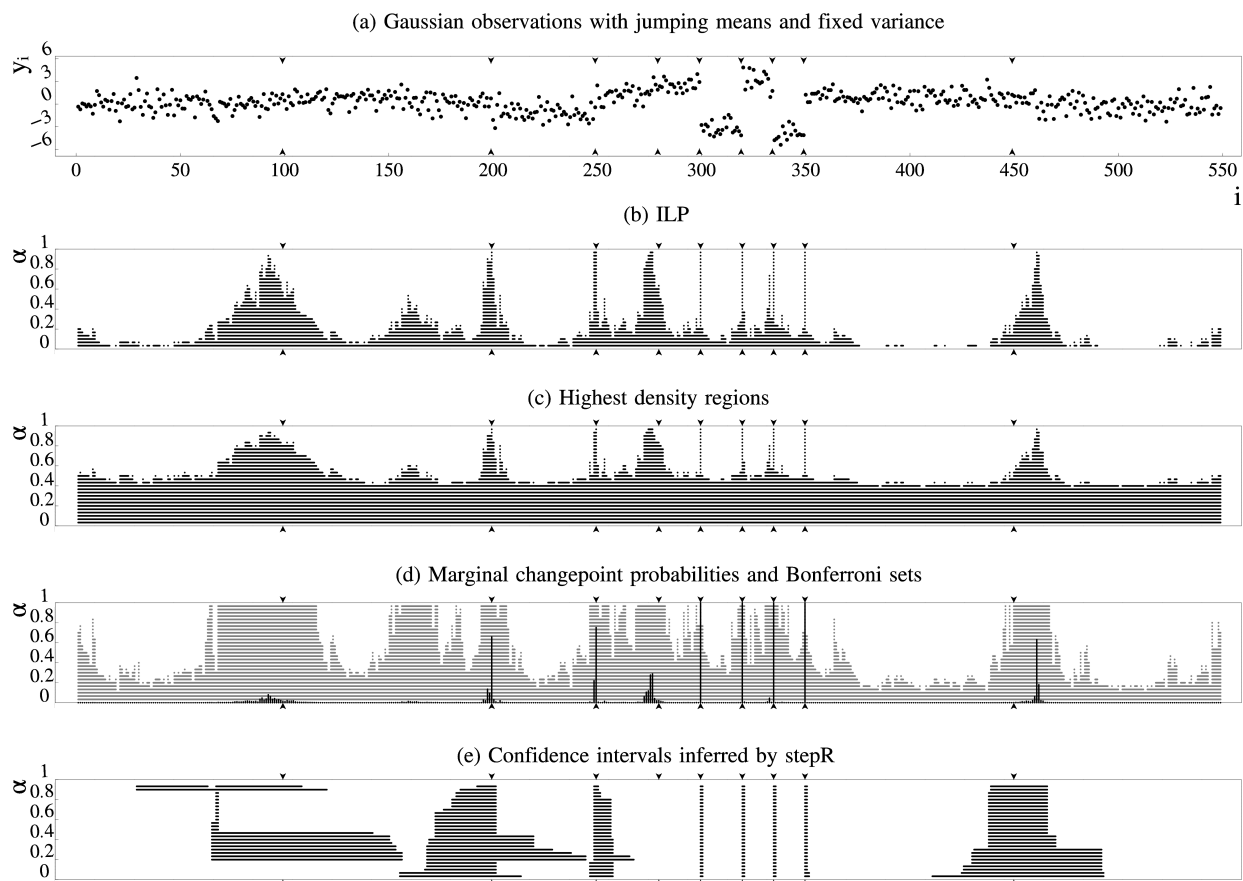 (a) Gaussian observations with jumping means and fixed variance
yᵢ
6
3
0
-3
-6
0 50 100 150 200 250 300 350 400 450 500 550
i
(b) ILP
α
1
0.8
0.6
0.4
0.2
0
(c) Highest density regions
α
1
0.8
0.6
0.4
0.2
0
(d) Marginal changepoint probabilities and Bonferroni sets
α
1
0.8
0.6
0.4
0.2
0
(e) Confidence intervals inferred by stepR
α
1
0.8
0.6
0.4
0.2
0